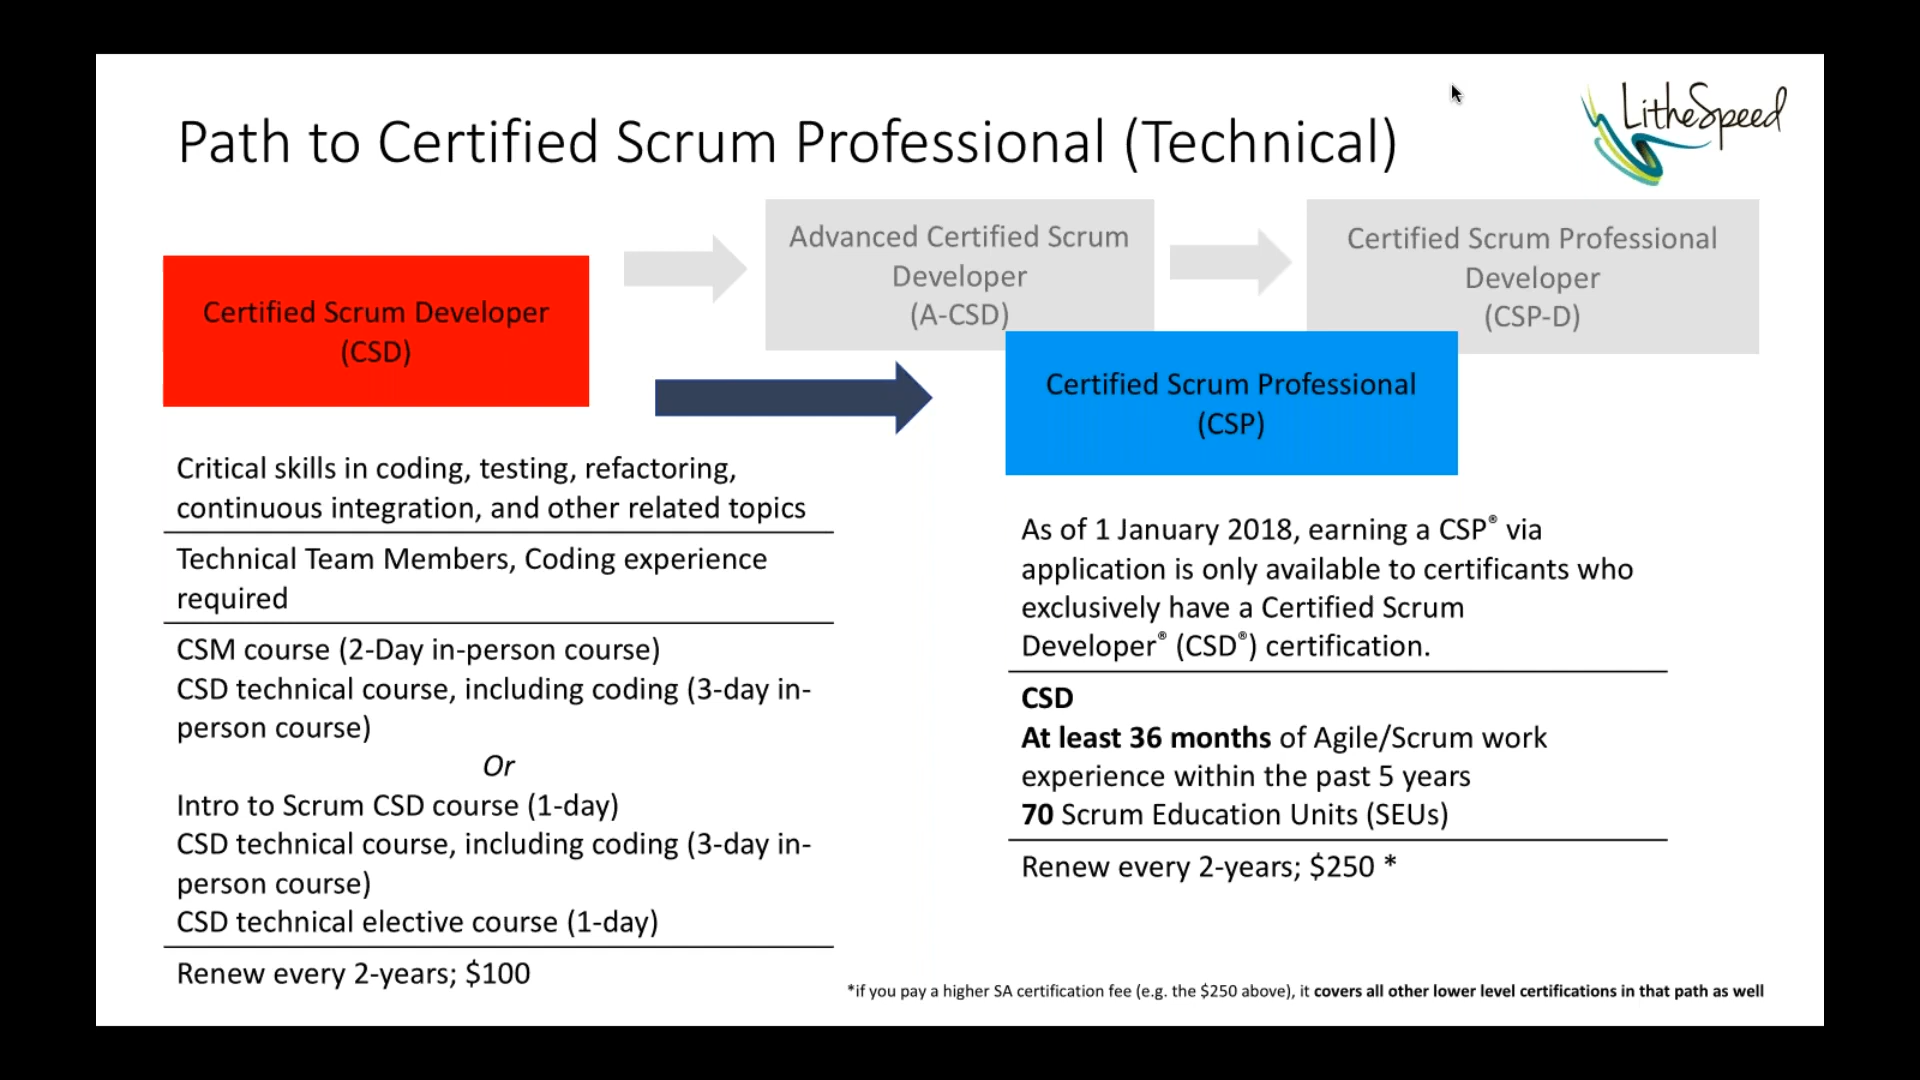 Path to Certified Scrum Professional (Technical)
LitheSpeed
Certified Scrum Developer
(CSD)
Advanced Certified Scrum
Developer
(A-CSD)
Certified Scrum Professional
Developer
(CSP-D)
Certified Scrum Professional
(CSP)
Critical skills in coding, testing, refactoring,
continuous integration, and other related topics
Technical Team Members, Coding experience
required
CSM course (2-Day in-person course)
CSD technical course, including coding (3-day in-
person course)
Or
Intro to Scrum CSD course (1-day)
CSD technical course, including coding (3-day in-
person course)
CSD technical elective course (1-day)
Renew every 2-years; $100
As of 1 January 2018, earning a CSP® via
application is only available to certificants who
exclusively have a Certified Scrum
Developer® (CSD®) certification.
CSD
At least 36 months of Agile/Scrum work
experience within the past 5 years
70 Scrum Education Units (SEUs)
Renew every 2-years; $250 *
*if you pay a higher SA certification fee (e.g. the $250 above), it covers all other lower level certifications in that path as well